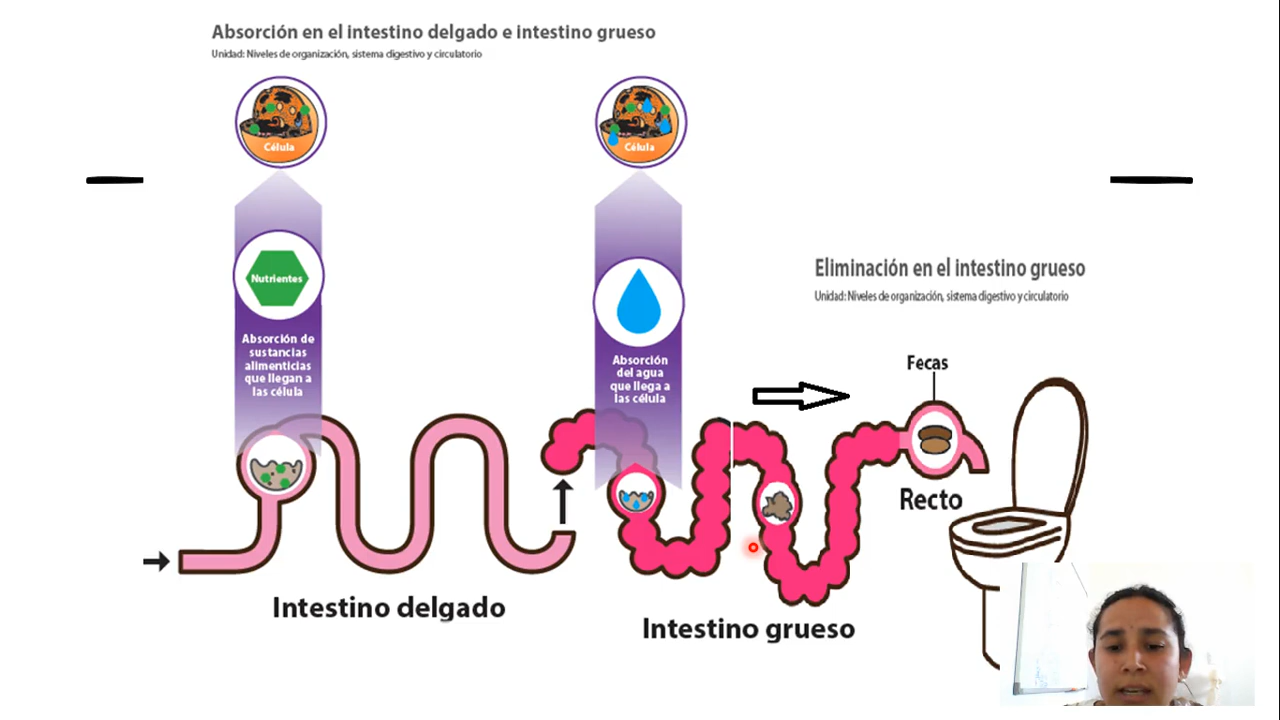 Absorción en el intestino delgado e intestino grueso
Unidad: Niveles de organización, sistema digestivo y circulatorio
Célula
Célula
Nutrientes
Absorción de
sustancias
alimenticias
que llegan a
las célula
Absorción
del agua
que llega a
las célula
Eliminación en el intestino grueso
Unidad: Niveles de organización, sistema digestivo y circulatorio
Fecas
Recto
Intestino delgado
Intestino grueso